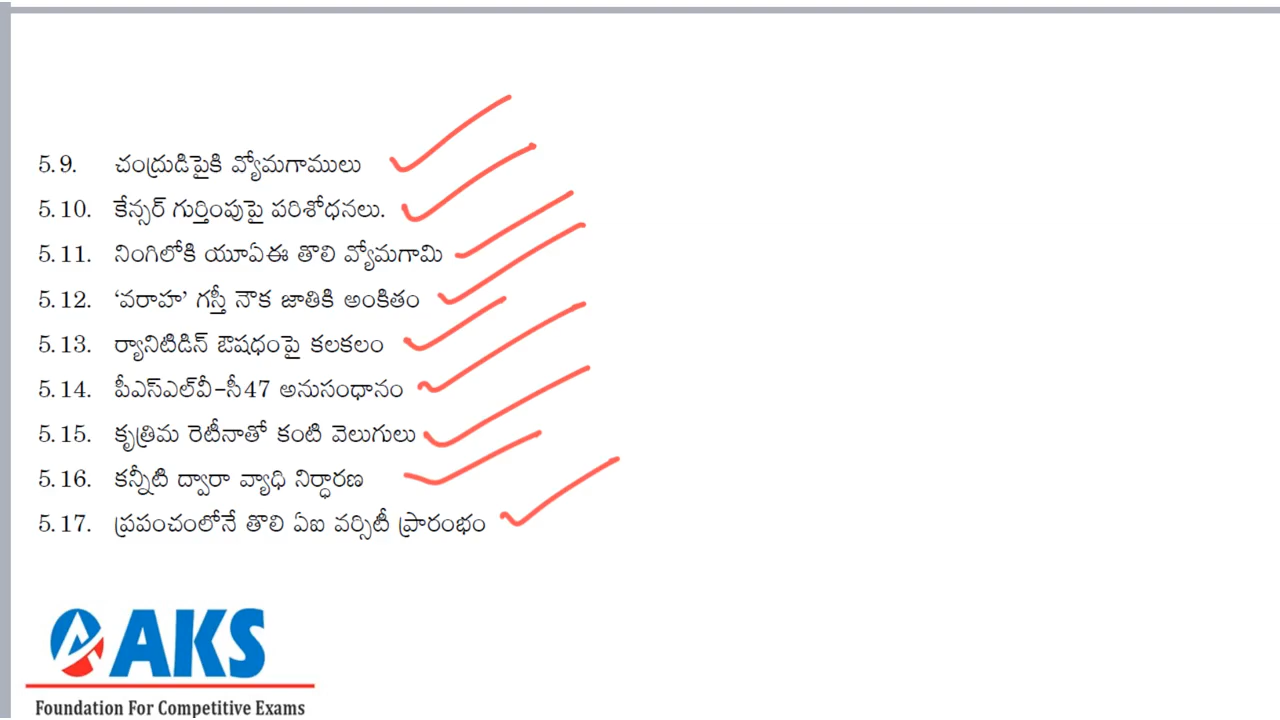 5.9. చంద్రుడిపైకి వ్యోమగాములు
5.10. కేన్సర్ గుర్తింపుపై పరిశోధనలు.
5.11. నింగిలోకి యూఏఈ తొలి వ్యోమగామి
5.12. ‘వరాహ’ గస్తీ నౌక జాతికి అంకితం
5.13. ర్యానిటిడిన్ ఔషధంపై కలకలం
5.14. పీఎస్ఎల్‌వీ-సీ47 అనుసంధానం
5.15. కృత్రిమ రెటీనాతో కంటి వెలుగులు
5.16. కన్నీటి ద్వారా వ్యాధి నిర్ధారణ
5.17. ప్రపంచంలోనే తొలి ఏఐ వర్సిటీ ప్రారంభం
AKS
Foundation For Competitive Exams